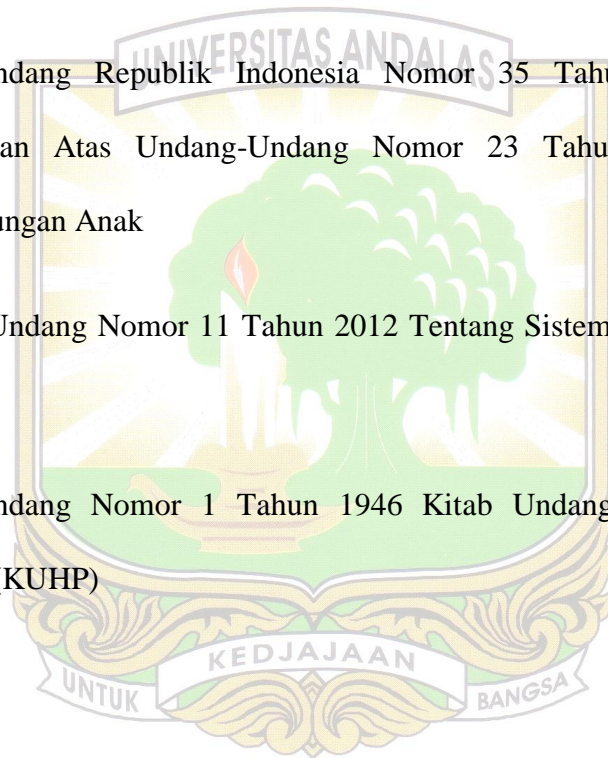 UNIVERSITAS ANDALAS
ndang Republik Indonesia Nomor 35 Tahu
an Atas Undang-Undang Nomor 23 Tahu
ungan Anak
Undang Nomor 11 Tahun 2012 Tentang Sistem
ndang Nomor 1 Tahun 1946 Kitab Undang
(KUHP)
UNTUK KEDJAJAAN BANGSA